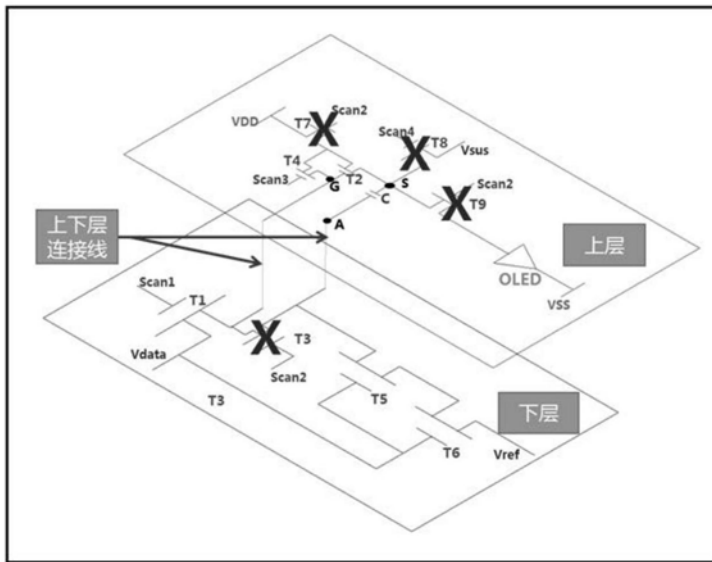 Scan2
VDD
T7
X
Scan4
X
T8
Vsus
T4
Scan3
G
T2
S
C
Scan2
X
T9
A
上下层
连接线
上层
OLED
VSS
Scan1
T1
X
T3
Vdata
Scan2
T3
T5
下层
T6
Vref